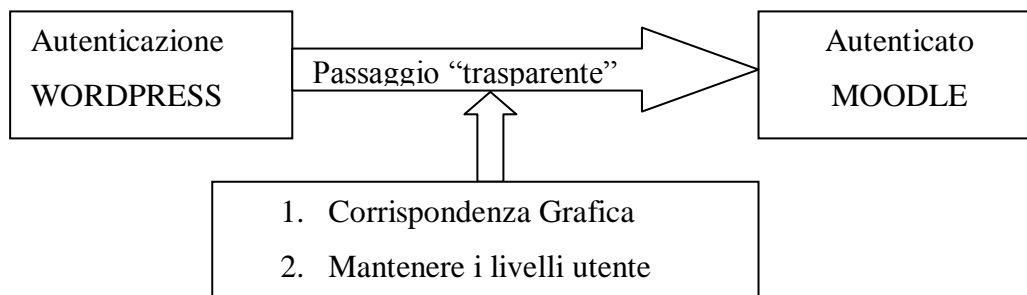 Autenticazione
WORDPRESS
Passaggio “trasparente”
Autenticato
MOODLE
1. Corrispondenza Grafica
2. Mantenere i livelli utente